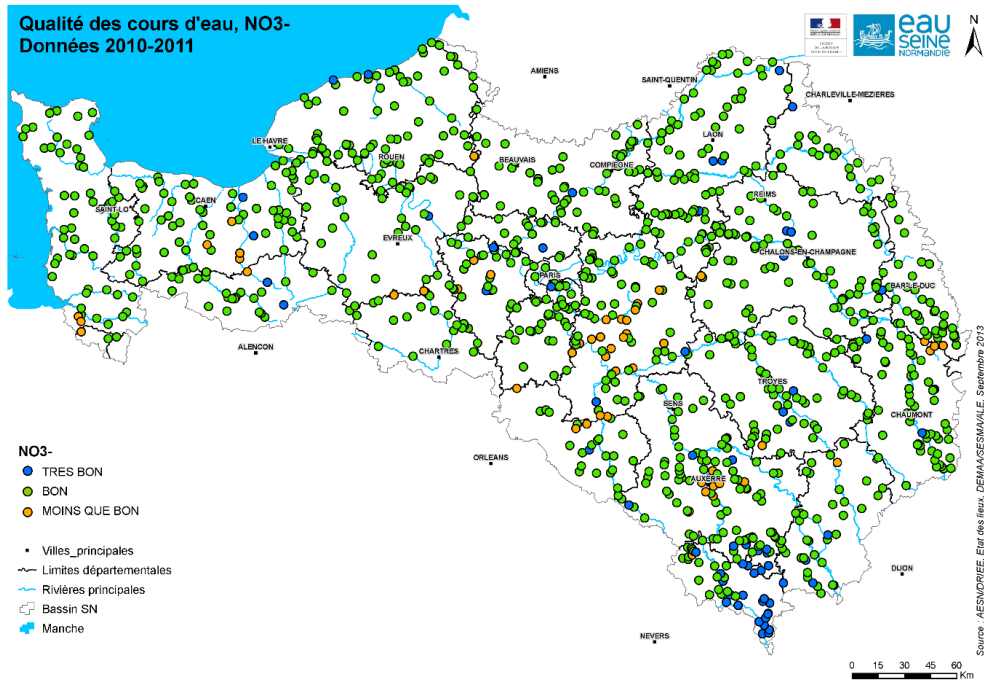 Qualité des cours d'eau, NO3-
Données 2010-2011
eau
SEINE
NORMANDIE
N
AMIENS
SAINT-QUENTIN
CHARLEVILLE-MEZIERES
LAON
LE HAVRE
ROUEN
BEAUVAIS
COMPIEGNE
REIMS
SAINT-LO
CAEN
EVREUX
CHALONS-EN-CHAMPAGNE
PARIS
BAR-LE-DUC
ALENCON
CHARTRES
TROYES
SENS
CHAUMONT
ORLEANS
AUXERRE
DIJON
NEVERS
NO3-
TRES BON
BON
MOINS QUE BON
Villes_principales
Limites départementales
Rivières principales
Bassin SN
Manche
0 15 30 45 60
Km
Source : AESN/DRIEE, Etat des lieux, DEMAA/SESMA/ALE, Septembre 2013